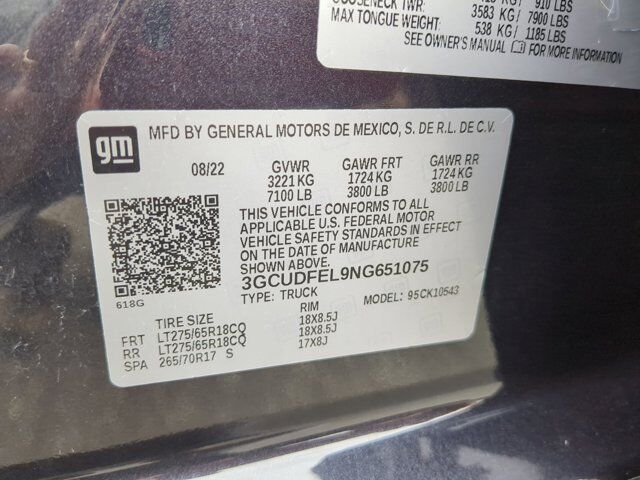 KG/ 910 LBS
3583 KG/ 7900 LBS
MAX TONGUE WEIGHT: 538 KG/ 1185 LBS
SEE OWNER'S MANUAL FOR MORE INFORMATION
gm
MFD BY GENERAL MOTORS DE MEXICO, S. DE R.L. DE C.V.
08/22 GVWR GAWR FRT GAWR RR
3221 KG 1724 KG 1724 KG
7100 LB 3800 LB 3800 LB
THIS VEHICLE CONFORMS TO ALL
APPLICABLE U.S. FEDERAL MOTOR
VEHICLE SAFETY STANDARDS IN EFFECT
ON THE DATE OF MANUFACTURE
SHOWN ABOVE.
3GCUDFEL9NG651075
618G
TYPE: TRUCK MODEL: 95CK10543
TIRE SIZE RIM
FRT LT275/65R18CQ 18X8.5J
RR LT275/65R18CQ 18X8.5J
SPA 265/70R17 S 17X8J